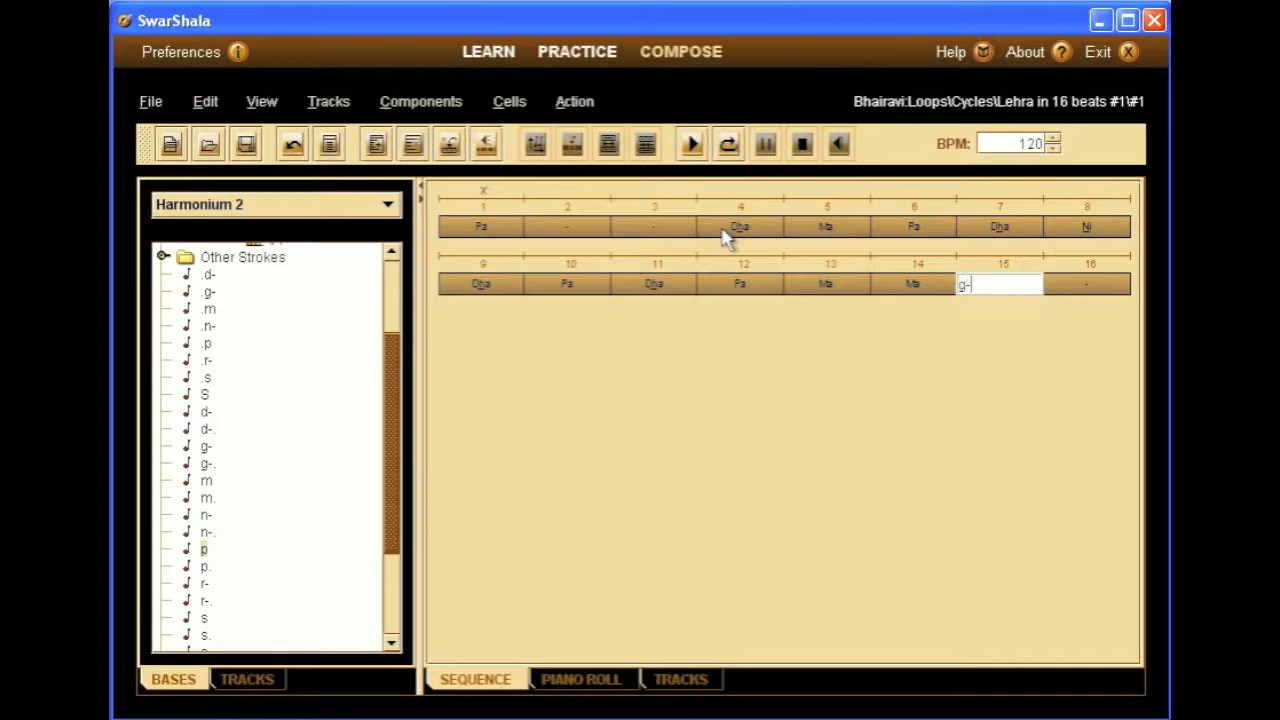 SwarShala
Preferences LEARN PRACTICE COMPOSE Help About ? Exit X
File Edit View Tracks Components Cells Action Bhairavi:Loops\Cycles\Lehra in 16 beats #1\#1
BPM: 120
Harmonium 2
Other Strokes
.d-
.g-
.m
.n-
.p
.r-
.s
S
d-
d-.
g-
g-.
m
m.
n-
n-.
p
p.
r-
r-.
s
s.
X
1 2 3 4 5 6 7 8
Pa - - Dha Ma Pa Dha Ni
9 10 11 12 13 14 15 16
Dha Pa Dha Pa Ma Ma g- -
BASES TRACKS SEQUENCE PIANO ROLL TRACKS